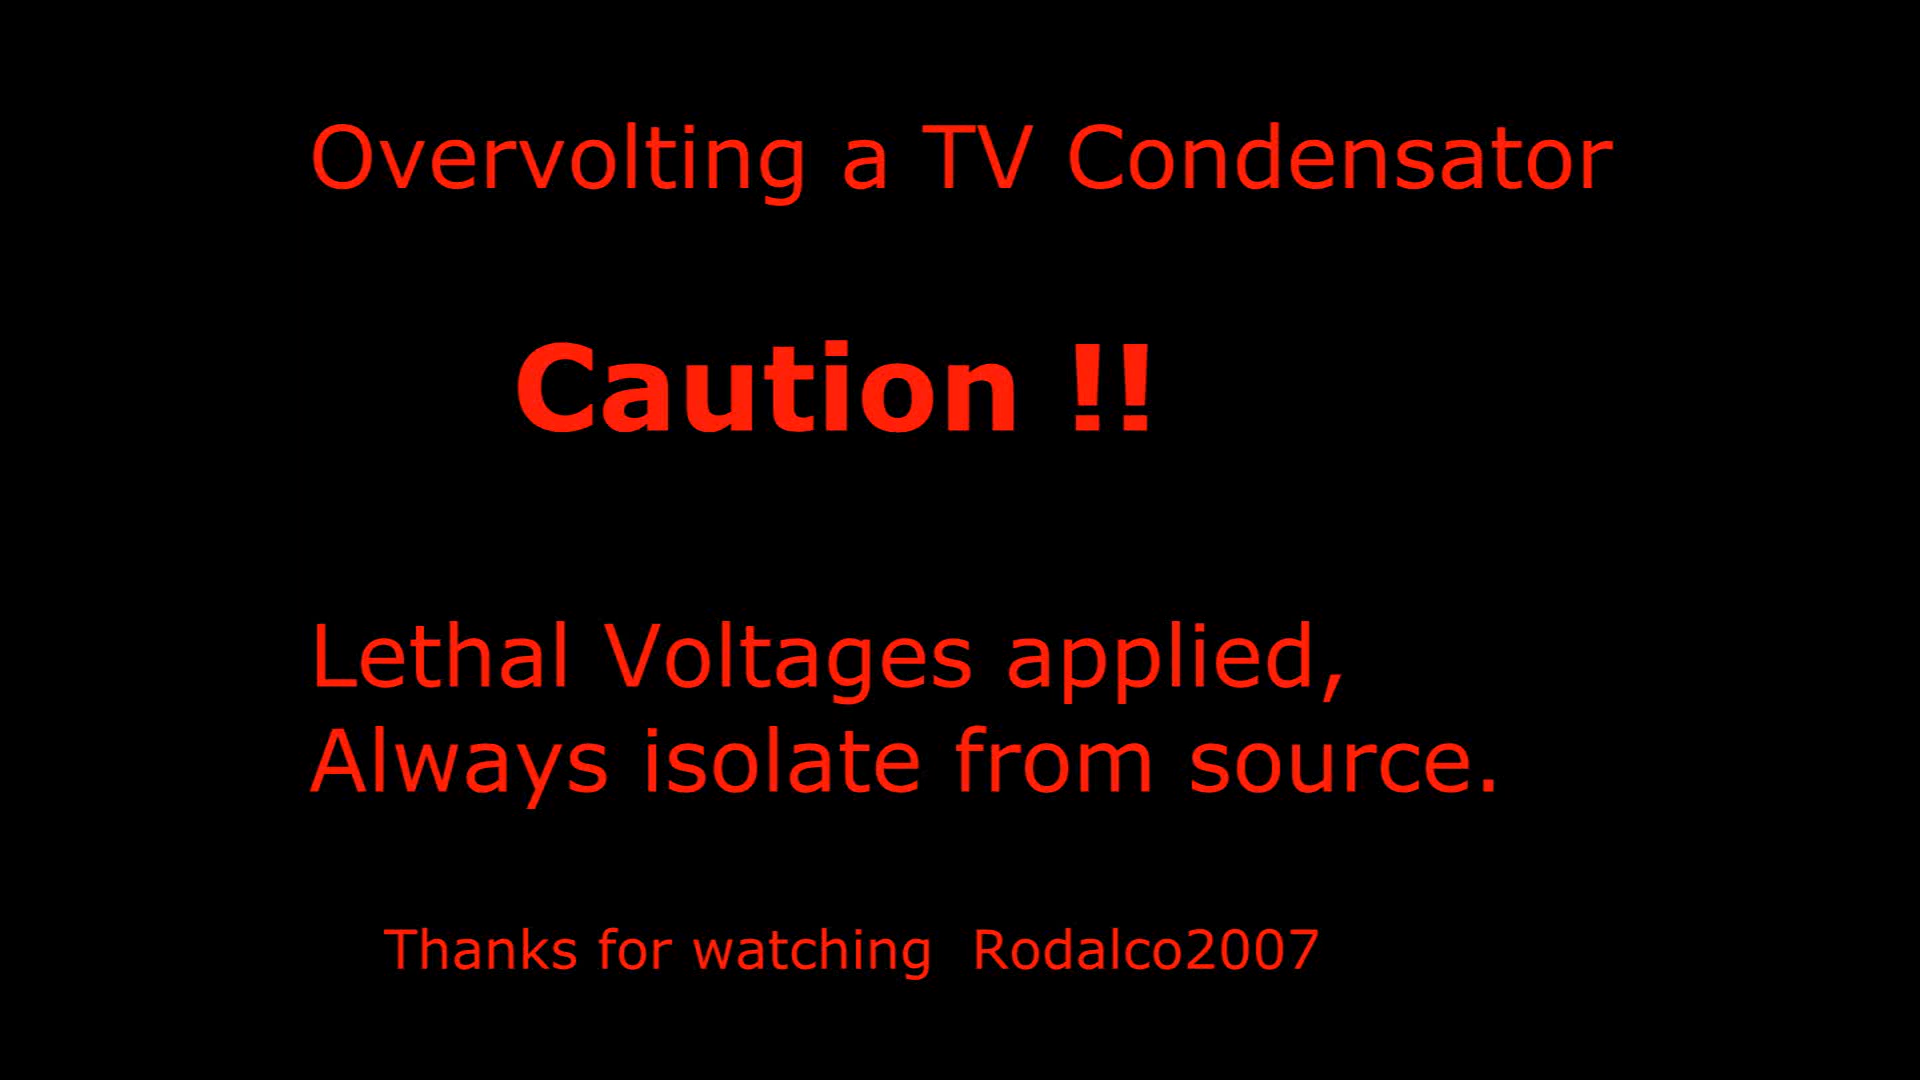 Overvolting a TV Condensator
Caution !!
Lethal Voltages applied,
Always isolate from source.
Thanks for watching  Rodalco2007